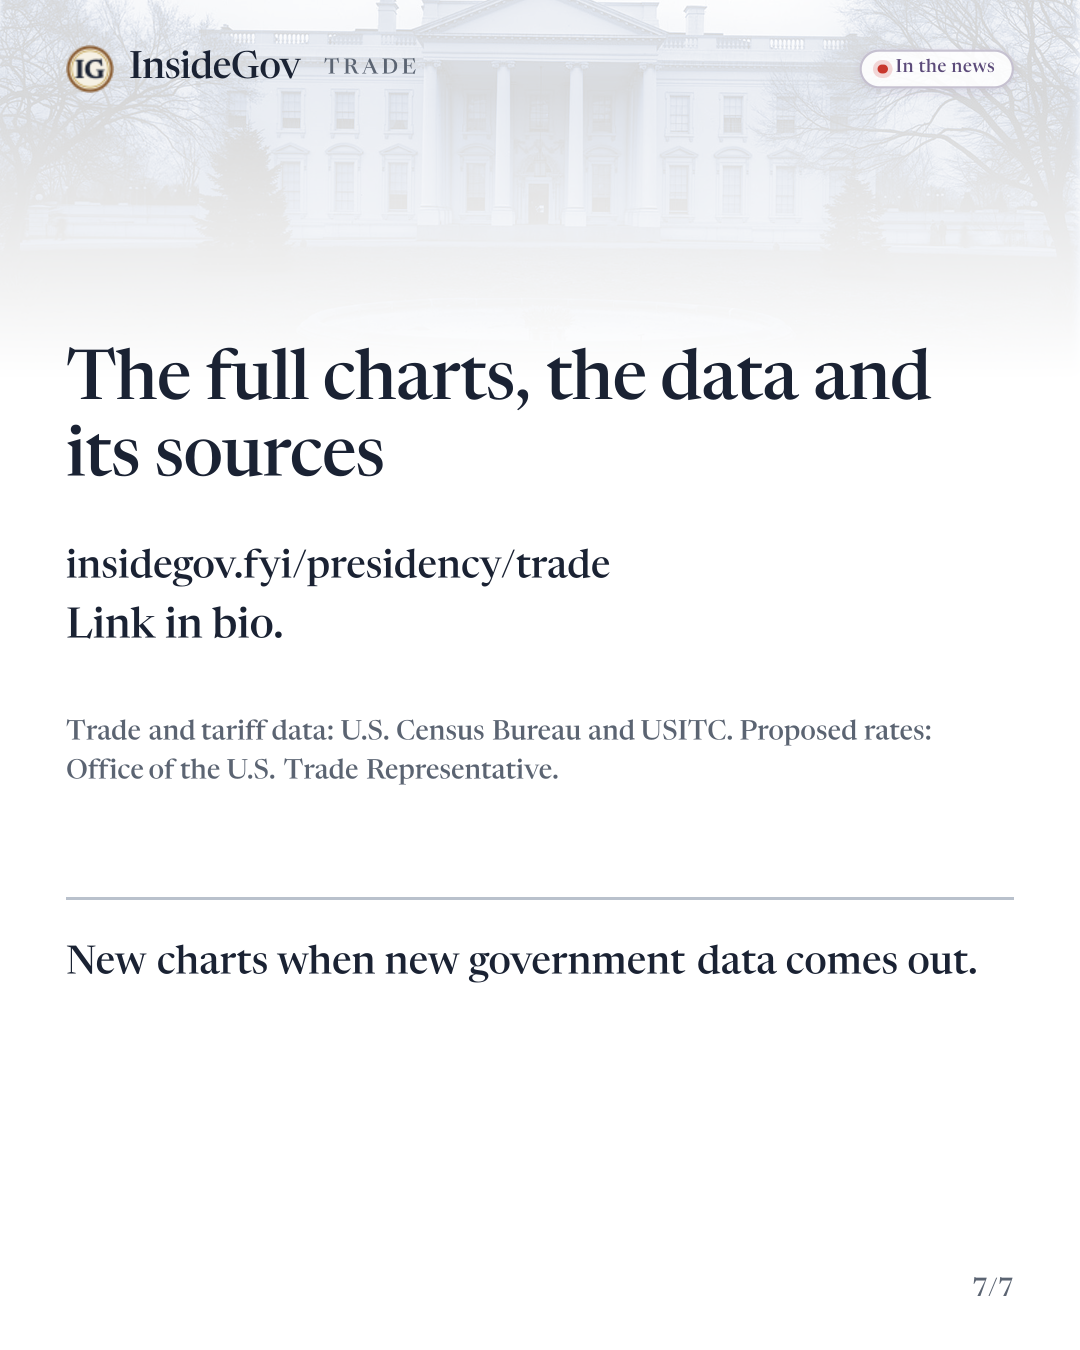 IG InsideGov TRADE
In the news
The full charts, the data and
its sources
insidegov.fyi/presidency/trade
Link in bio.
Trade and tariff data: U.S. Census Bureau and USITC. Proposed rates:
Office of the U.S. Trade Representative.
New charts when new government data comes out.
7/7